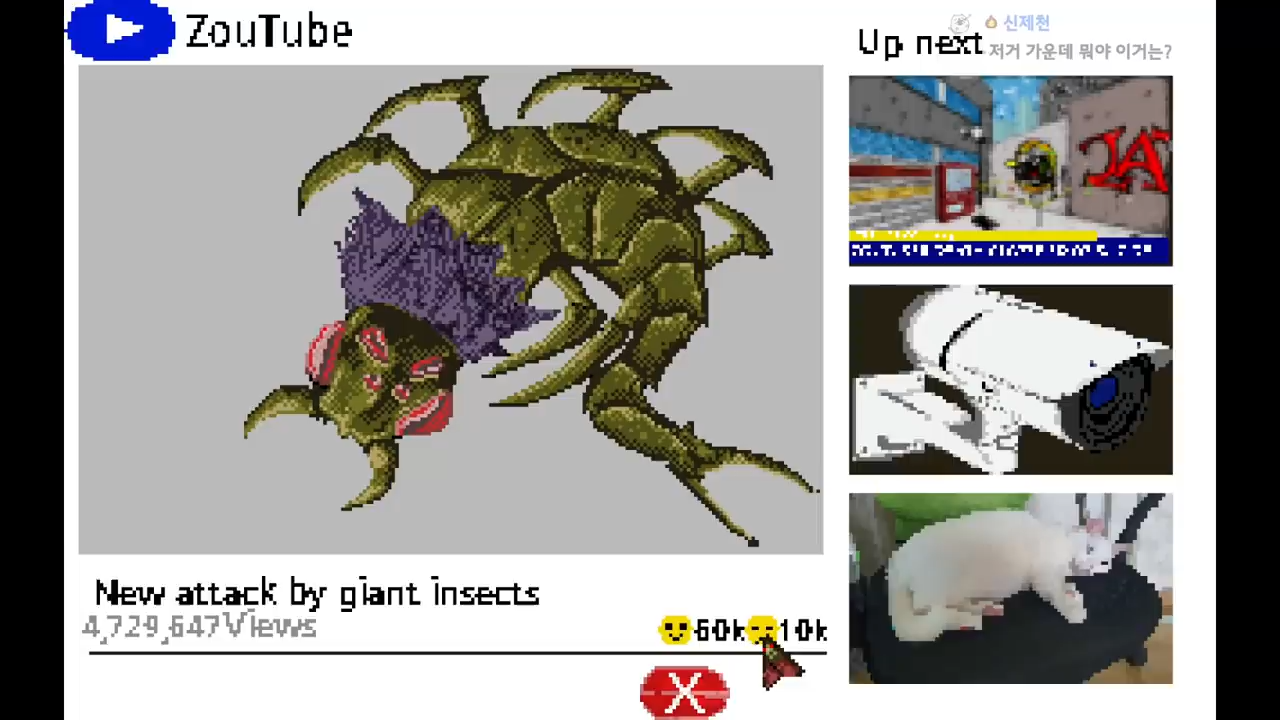 ZouTube
Up next
신제천
저거 가운데 뭐야 이거는?
New attack by giant insects
4,729,647Views
60k 10k
X